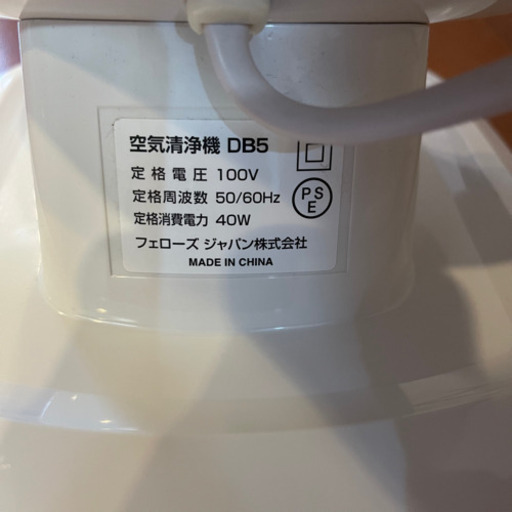 空気清浄機 DB5
定格電圧 100V
定格周波数 50/60Hz
定格消費電力 40W
フェローズ ジャパン株式会社
MADE IN CHINA
PS
E